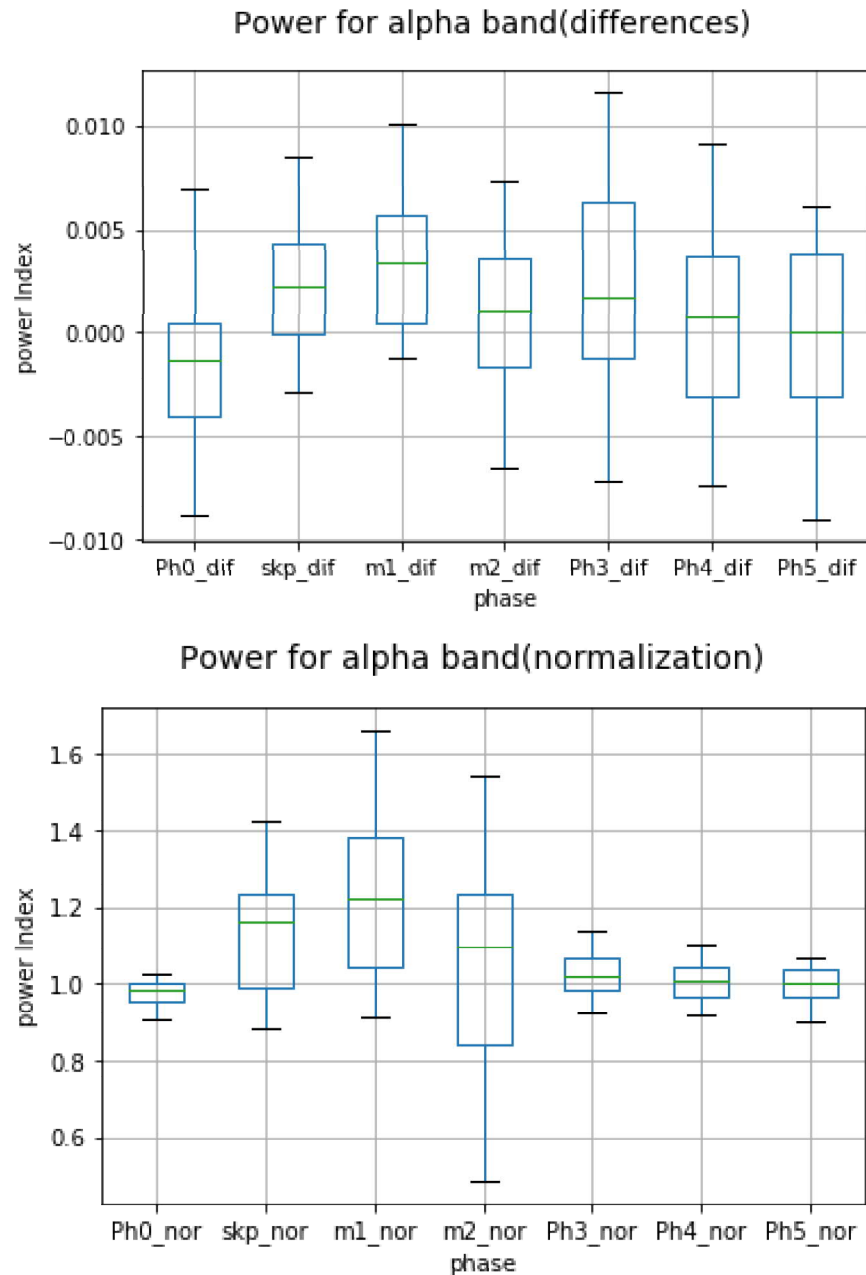 Power for alpha band(differences)
0.010
0.005
0.000
−0.005
−0.010
power Index
Ph0_dif skp_dif m1_dif m2_dif Ph3_dif Ph4_dif Ph5_dif
phase
Power for alpha band(normalization)
1.6
1.4
1.2
1.0
0.8
0.6
power Index
Ph0_nor skp_nor m1_nor m2_nor Ph3_nor Ph4_nor Ph5_nor
phase